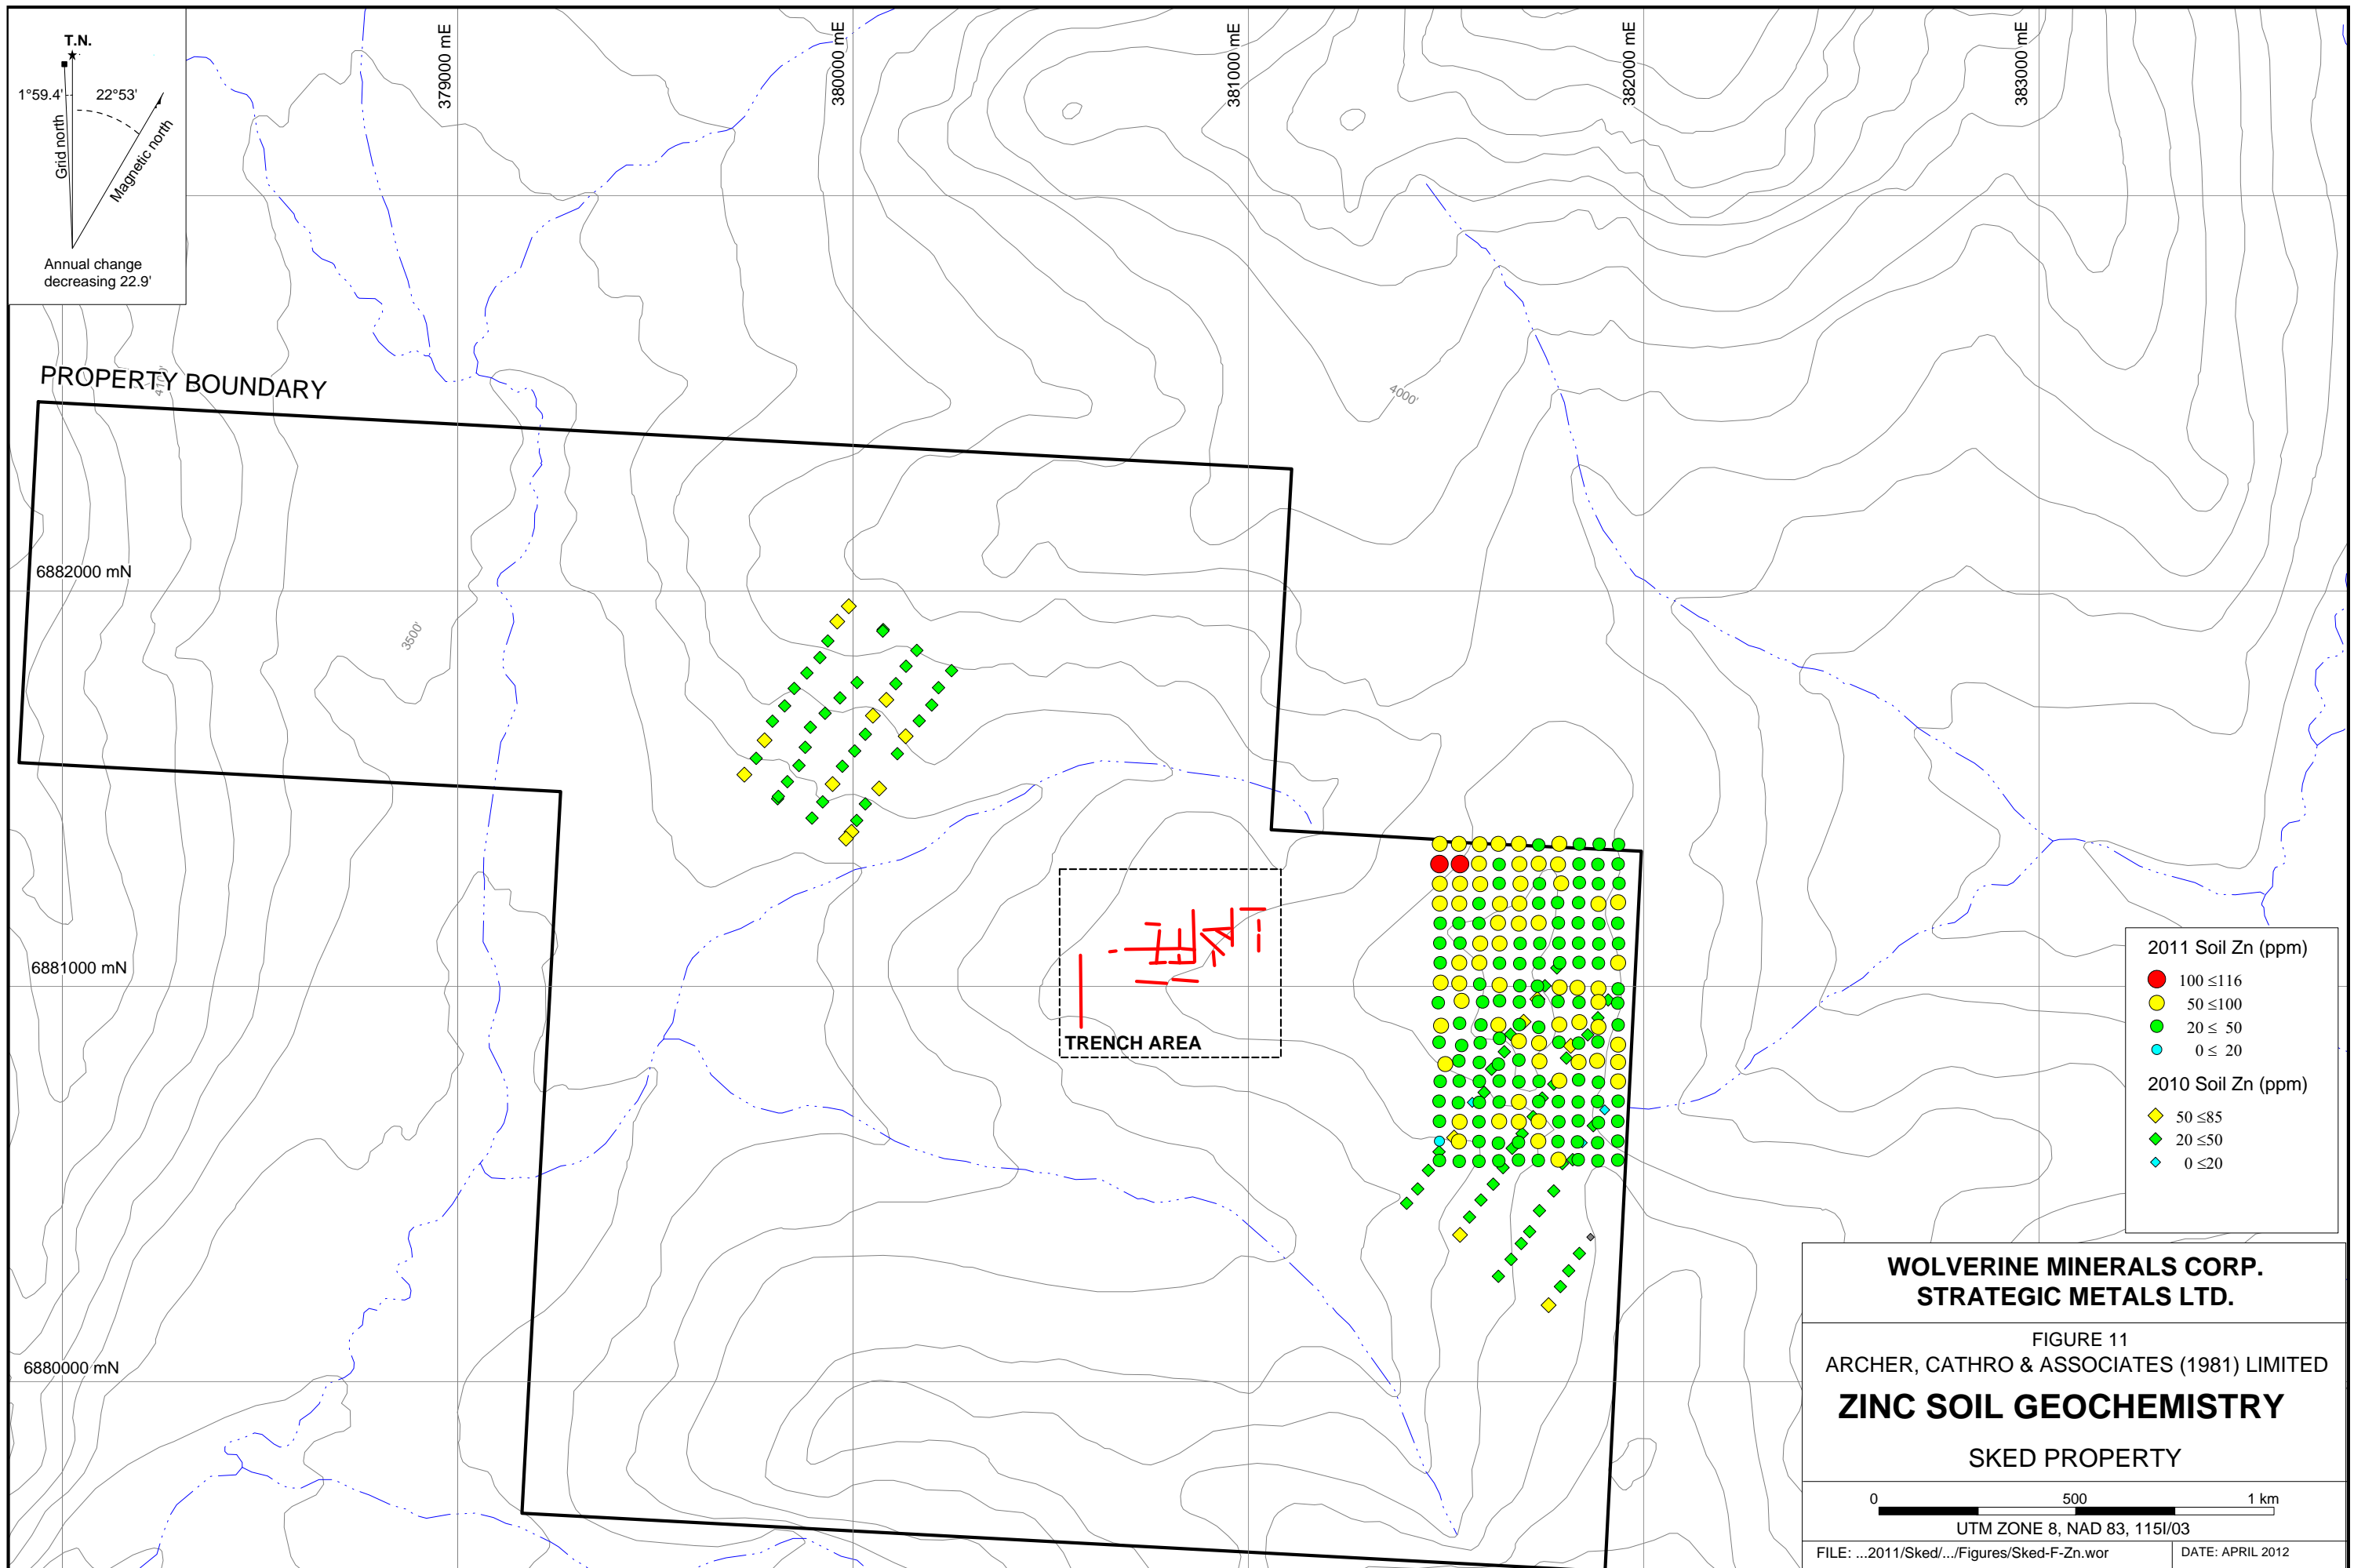 T.N.
1°59.4'
22°53'
Grid north
Magnetic north
Annual change
decreasing 22.9'
379000 mE
380000 mE
381000 mE
382000 mE
383000 mE
PROPERTY BOUNDARY
4100'
4000'
3500'
6882000 mN
6881000 mN
6880000 mN
TRENCH AREA
2011 Soil Zn (ppm)
100 ≤116
50 ≤100
20 ≤ 50
0 ≤ 20
2010 Soil Zn (ppm)
50 ≤85
20 ≤50
0 ≤20
WOLVERINE MINERALS CORP.
STRATEGIC METALS LTD.
FIGURE 11
ARCHER, CATHRO & ASSOCIATES (1981) LIMITED
ZINC SOIL GEOCHEMISTRY
SKED PROPERTY
0 500 1 km
UTM ZONE 8, NAD 83, 115I/03
FILE: ...2011/Sked/.../Figures/Sked-F-Zn.wor
DATE: APRIL 2012